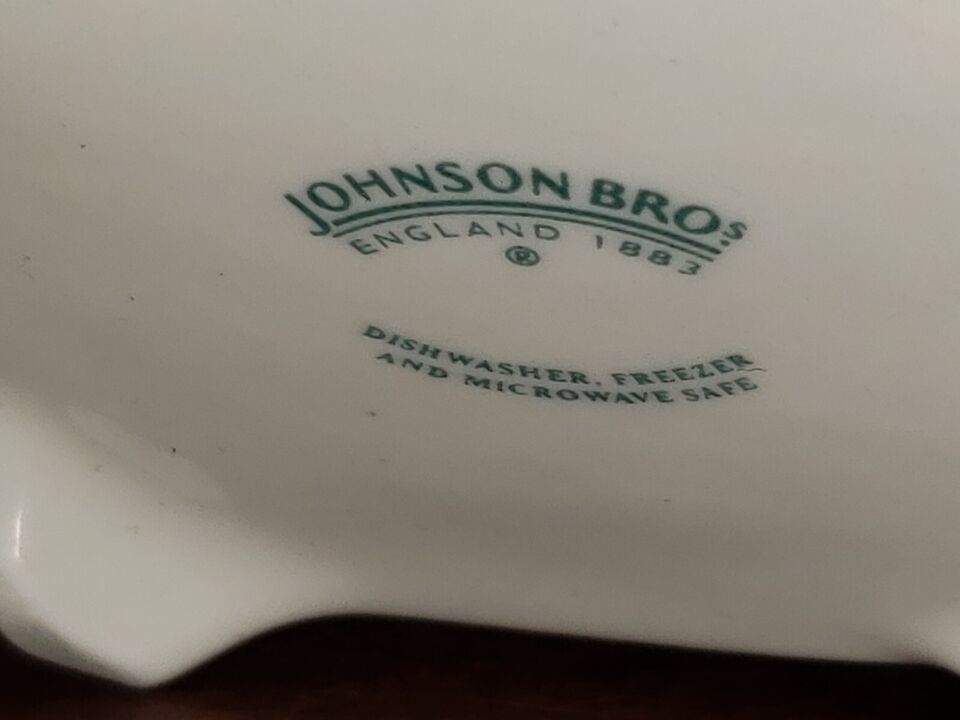 JOHNSON BROS
ENGLAND 1883
®
DISHWASHER, FREEZER
AND MICROWAVE SAFE